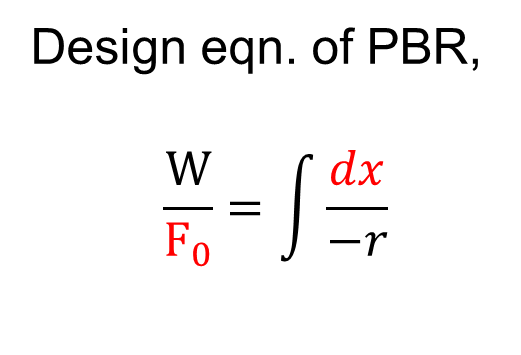 Design eqn. of PBR,
W/F₀ = ∫ dx/−r